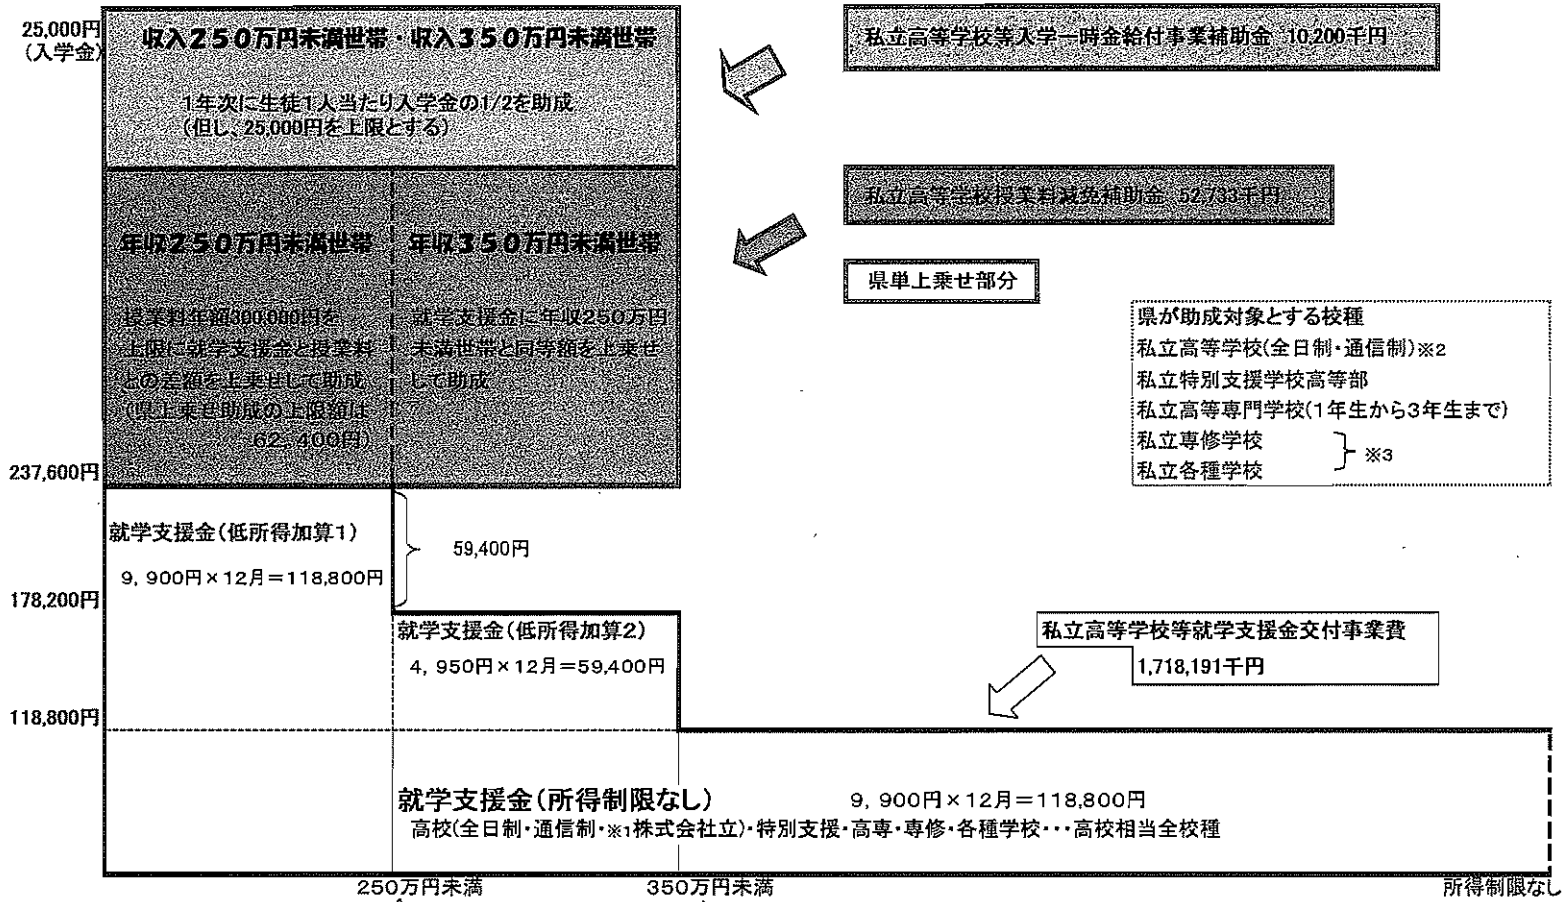 25,000円
(入学金)
収入250万円未満世帯・収入350万円未満世帯
1年次に生徒1人当たり入学金の1/2を助成
(但し、25,000円を上限とする)
私立高等学校等入学一時金給付事業補助金 10,200千円
私立高等学校授業料減免補助金 52,733千円
県単上乗せ部分
年収250万円未満世帯
授業料年額300,000円を
上限に就学支援金と授業料
との差額を上乗せして助成
(県上乗せ助成の上限額は
62,400円)
年収350万円未満世帯
就学支援金に年収250万円
未満世帯と同等額を上乗せ
して助成
県が助成対象とする校種
私立高等学校(全日制・通信制)※2
私立特別支援学校高等部
私立高等専門学校(1年生から3年生まで)
私立専修学校
私立各種学校
※3
237,600円
就学支援金(低所得加算1)
9,900円×12月=118,800円
59,400円
178,200円
就学支援金(低所得加算2)
4,950円×12月=59,400円
私立高等学校等就学支援金交付事業費
1,718,191千円
118,800円
就学支援金(所得制限なし) 9,900円×12月=118,800円
高校(全日制・通信制・※1株式会社立)・特別支援・高専・専修・各種学校・・・高校相当全校種
250万円未満
350万円未満
所得制限なし